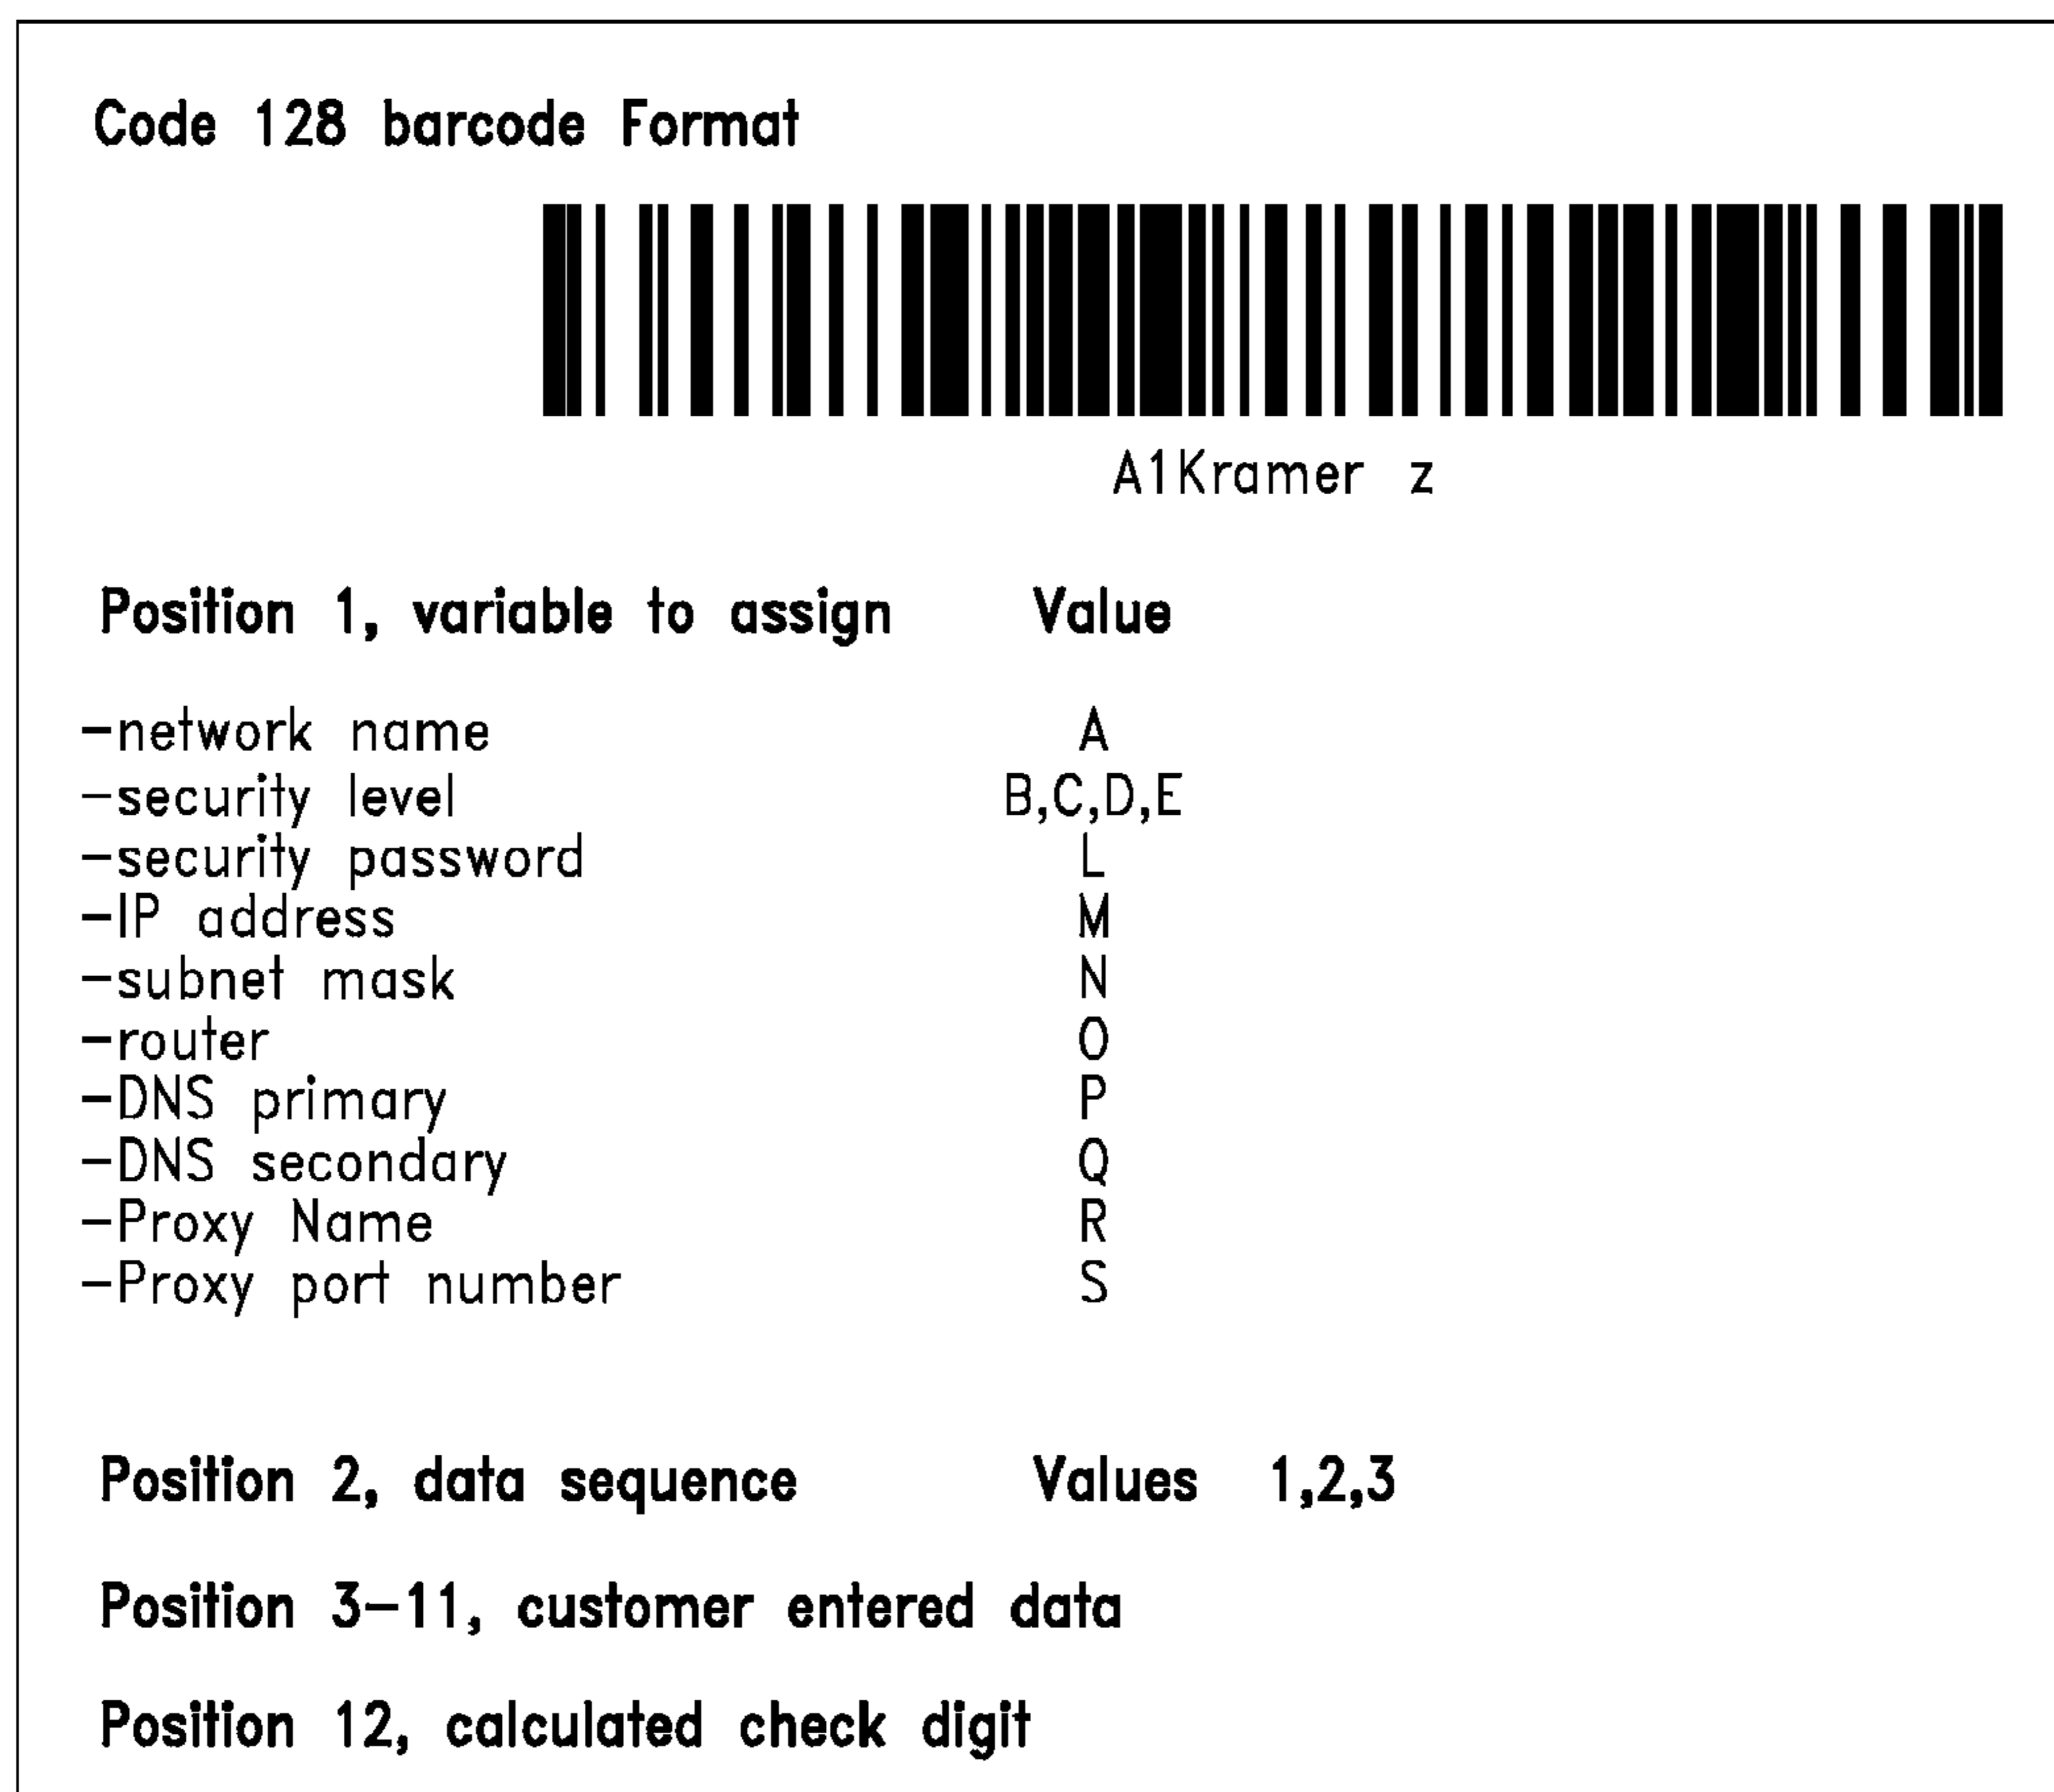 Code 128 barcode Format
A1Kramer z
Position 1, variable to assign Value
-network name A
-security level B,C,D,E
-security password L
-IP address M
-subnet mask N
-router O
-DNS primary P
-DNS secondary Q
-Proxy Name R
-Proxy port number S
Position 2, data sequence Values 1,2,3
Position 3-11, customer entered data
Position 12, calculated check digit